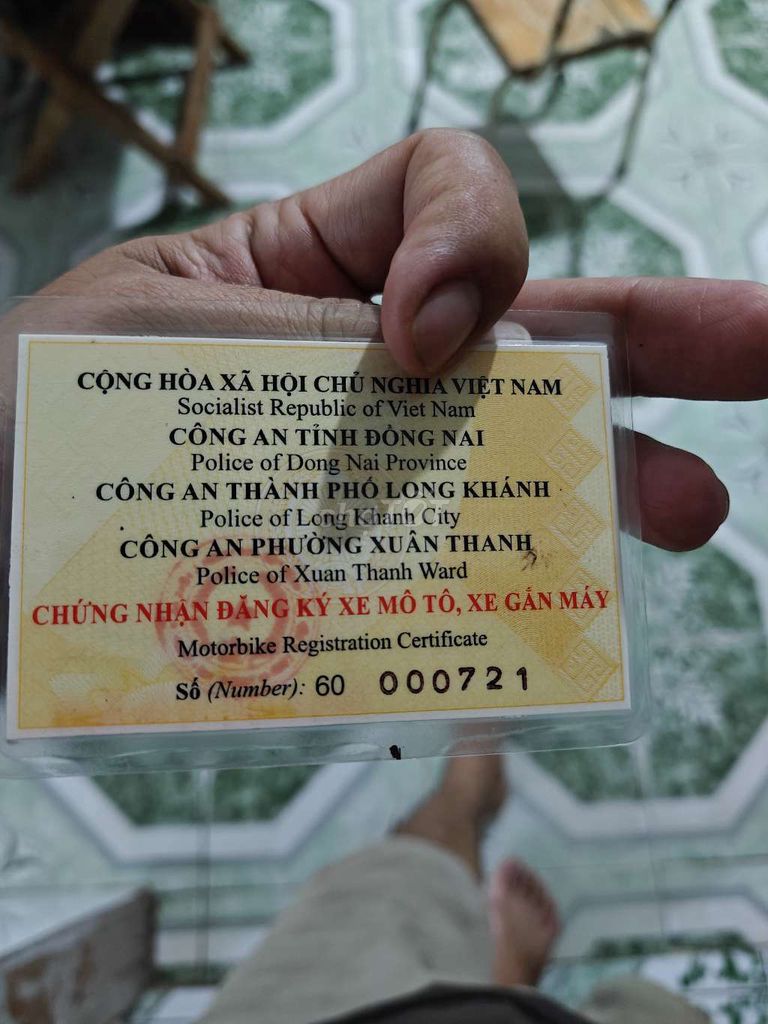 CỘNG HÒA XÃ HỘI CHỦ NGHĨA VIỆT NAM
Socialist Republic of Viet Nam
CÔNG AN TỈNH ĐỒNG NAI
Police of Dong Nai Province
CÔNG AN THÀNH PHỐ LONG KHÁNH
Police of Long Khanh City
CÔNG AN PHƯỜNG XUÂN THANH
Police of Xuan Thanh Ward
CHỨNG NHẬN ĐĂNG KÝ XE MÔ TÔ, XE GẮN MÁY
Motorbike Registration Certificate
Số (Number): 60 000721